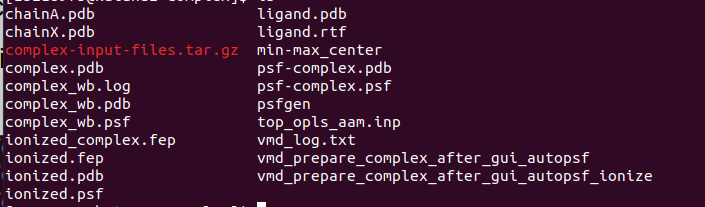 chainA.pdb ligand.pdb
chainX.pdb ligand.rtf
complex-input-files.tar.gz min-max_center
complex.pdb psf-complex.pdb
complex_wb.log psf-complex.psf
complex_wb.pdb psfgen
complex_wb.psf top_opls_aam.inp
ionized_complex.fep vmd_log.txt
ionized.fep vmd_prepare_complex_after_gui_autopsf
ionized.pdb vmd_prepare_complex_after_gui_autopsf_ionize
ionized.psf